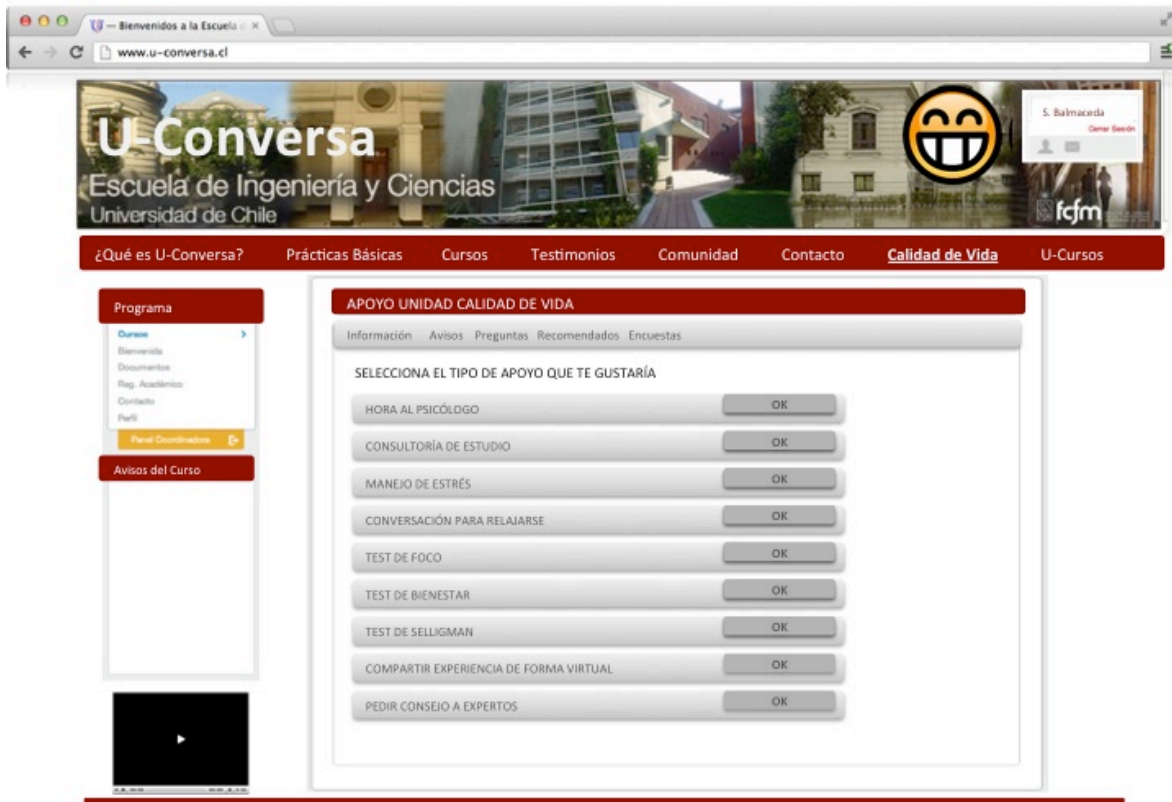 — Bienvenidos a la Escuela
www.u-conversa.cl
U-Conversa
Escuela de Ingeniería y Ciencias
Universidad de Chile
S. Balmaceda
Cerrar Sesión
fcfm
¿Qué es U-Conversa? Prácticas Básicas Cursos Testimonios Comunidad Contacto Calidad de Vida U-Cursos
Programa
Cursos
Bienvenida
Documentos
Reg. Académico
Contacto
Perfil
Panel Coordinadora
Avisos del Curso
APOYO UNIDAD CALIDAD DE VIDA
Información Avisos Preguntas Recomendados Encuestas
SELECCIONA EL TIPO DE APOYO QUE TE GUSTARÍA
HORA AL PSICÓLOGO OK
CONSULTORÍA DE ESTUDIO OK
MANEJO DE ESTRÉS OK
CONVERSACIÓN PARA RELAJARSE OK
TEST DE FOCO OK
TEST DE BIENESTAR OK
TEST DE SELLIGMAN OK
COMPARTIR EXPERIENCIA DE FORMA VIRTUAL OK
PEDIR CONSEJO A EXPERTOS OK